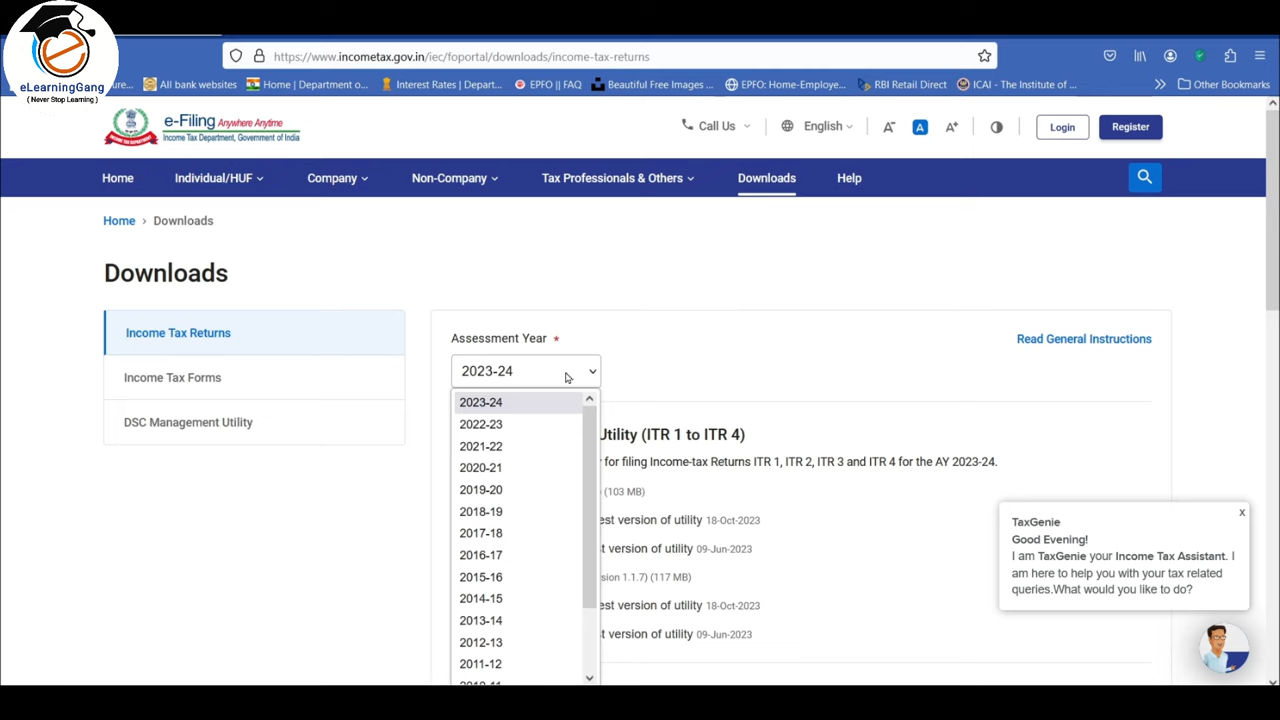 eLearningGang
( Never Stop Learning )
https://www.incometax.gov.in/iec/foportal/downloads/income-tax-returns
ure...
All bank websites
Home | Department o...
Interest Rates | Depart...
EPFO || FAQ
Beautiful Free Images ...
EPFO: Home-Employe...
RBI Retail Direct
ICAI - The Institute of ...
Other Bookmarks
e-Filing Anywhere Anytime
Income Tax Department, Government of India
Call Us
English
A-
A
A+
Login
Register
Home
Individual/HUF
Company
Non-Company
Tax Professionals & Others
Downloads
Help
Home > Downloads
Downloads
Income Tax Returns
Income Tax Forms
DSC Management Utility
Assessment Year *
Read General Instructions
2023-24
2023-24
2022-23
2021-22
2020-21
2019-20
2018-19
2017-18
2016-17
2015-16
2014-15
2013-14
2012-13
2011-12
Utility (ITR 1 to ITR 4)
for filing Income-tax Returns ITR 1, ITR 2, ITR 3 and ITR 4 for the AY 2023-24.
(103 MB)
est version of utility 18-Oct-2023
t version of utility 09-Jun-2023
sion 1.1.7) (117 MB)
est version of utility 18-Oct-2023
t version of utility 09-Jun-2023
x
TaxGenie
Good Evening!
I am TaxGenie your Income Tax Assistant. I
am here to help you with your tax related
queries.What would you like to do?